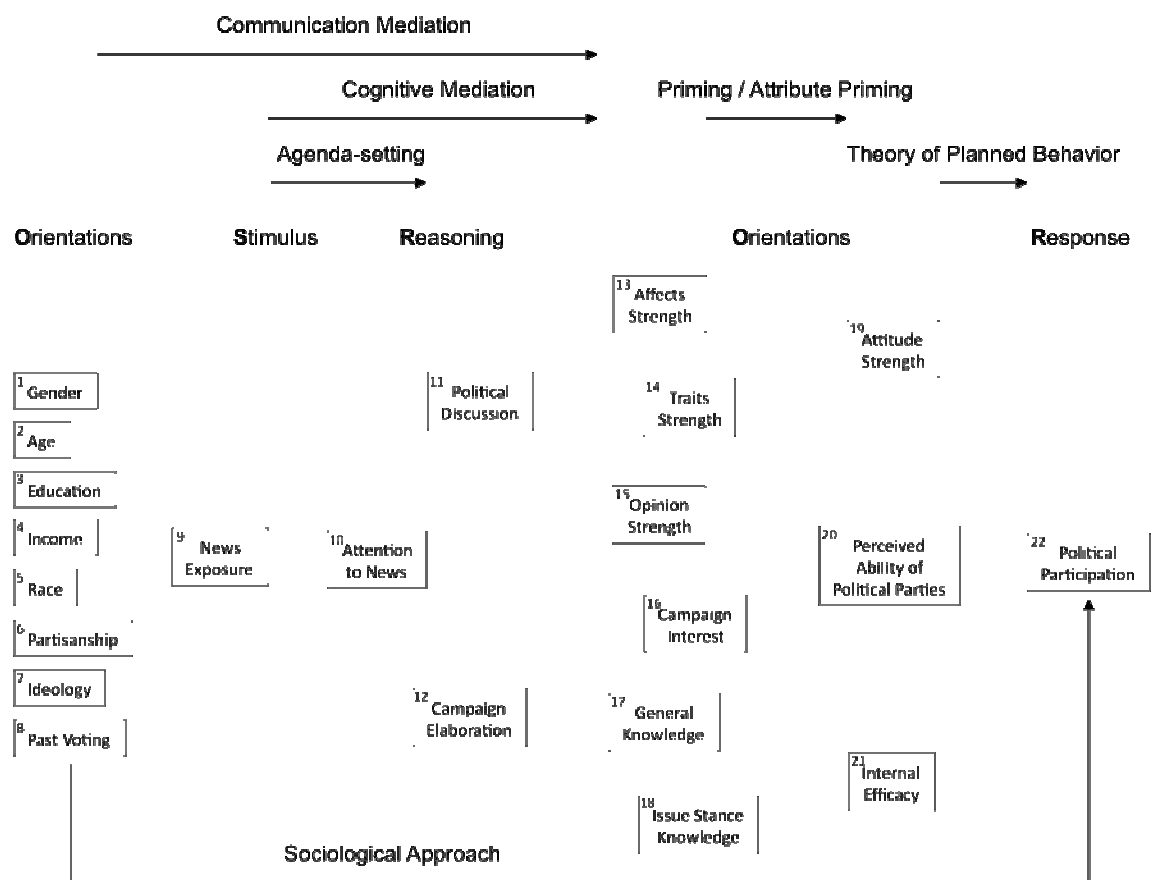 Communication Mediation
Cognitive Mediation
Priming / Attribute Priming
Agenda-setting
Theory of Planned Behavior
Orientations
Stimulus
Reasoning
Orientations
Response
1 Gender
2 Age
3 Education
4 Income
5 Race
6 Partisanship
7 Ideology
8 Past Voting
9 News
Exposure
10 Attention
to News
11 Political
Discussion
12 Campaign
Elaboration
13 Affects
Strength
14 Traits
Strength
15 Opinion
Strength
16 Campaign
Interest
17 General
Knowledge
18 Issue Stance
Knowledge
19 Attitude
Strength
20 Perceived
Ability of
Political Parties
21 Internal
Efficacy
22 Political
Participation
Sociological Approach